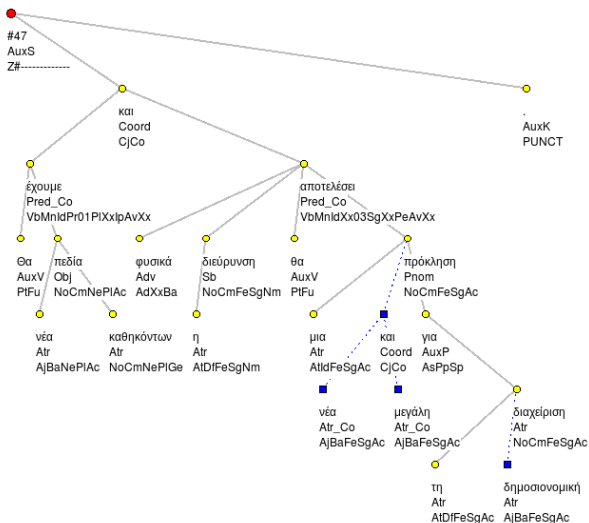 #47
AuxS
Z#-------------
και
Coord
CjCo
.
AuxK
PUNCT
έχουμε
Pred_Co
VbMnIdPr01PlXxIpAvXx
αποτελέσει
Pred_Co
VbMnIdXx03SgXxPeAvXx
Θα
AuxV
PtFu
πεδία
Obj
NoCmNePlAc
φυσικά
Adv
AdXxBa
διεύρυνση
Sb
NoCmFeSgNm
θα
AuxV
PtFu
πρόκληση
Pnom
NoCmFeSgAc
νέα
Atr
AjBaNePlAc
καθηκόντων
Atr
NoCmNePlGe
η
Atr
AtDfFeSgNm
μια
Atr
AtIdFeSgAc
και
Coord
CjCo
για
AuxP
AsPpSp
νέα
Atr_Co
AjBaFeSgAc
μεγάλη
Atr_Co
AjBaFeSgAc
διαχείριση
Atr
NoCmFeSgAc
τη
Atr
AtDfFeSgAc
δημοσιονομική
Atr
AjBaFeSgAc